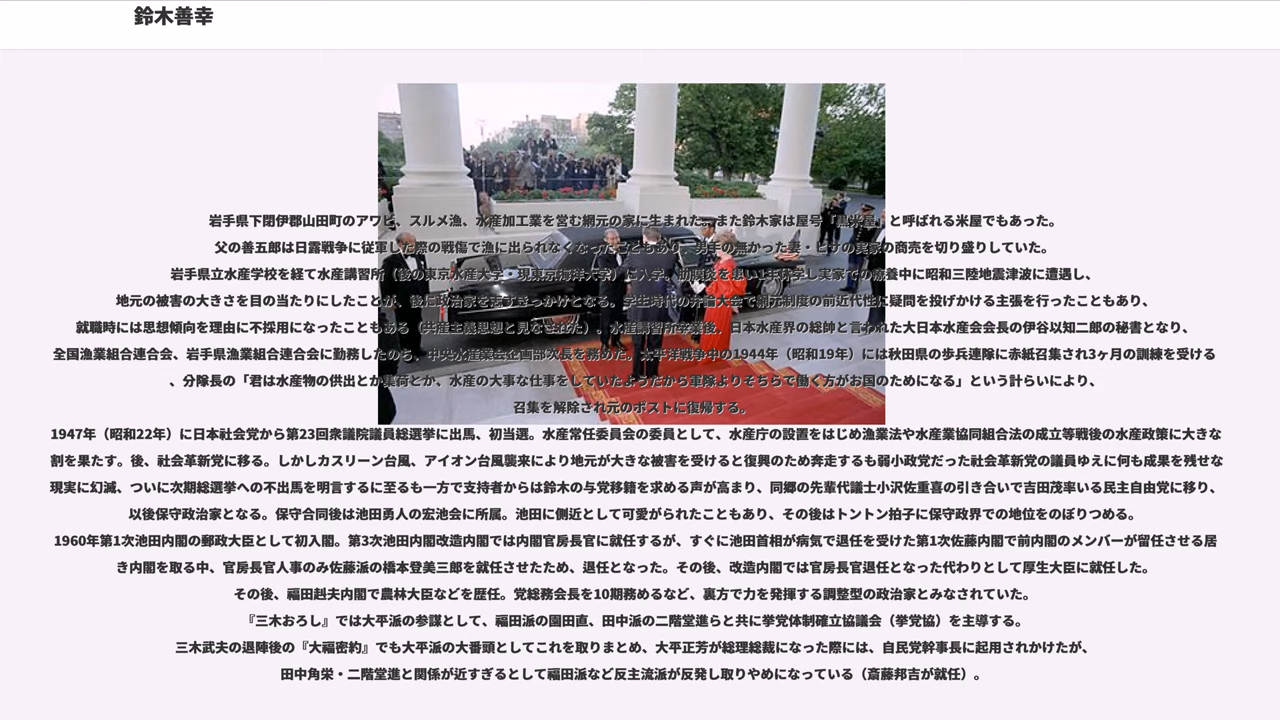 鈴木善幸
岩手県下閉伊郡山田町のアワビ、スルメ漁、水産加工業を営む網元の家に生まれた。また鈴木家は屋号「黒米屋」と呼ばれる米屋でもあった。
父の善五郎は日露戦争に従軍した際の戦傷で漁に出られなくなったこともあり、男手の無かった妻・ヒサの実家の商売を切り盛りしていた。
岩手県立水産学校を経て水産講習所（後の東京水産大学・現東京海洋大学）に入学。肋膜炎を患い1年休学し実家での療養中に昭和三陸地震津波に遭遇し、
地元の被害の大きさを目の当たりにしたことが、後に政治家を志すきっかけとなる。学生時代の弁論大会で網元制度の前近代性に疑問を投げかける主張を行ったこともあり、
就職時には思想傾向を理由に不採用になったこともある（共産主義思想と見なされた）。水産講習所卒業後、日本水産界の総帥と言われた大日本水産会会長の伊谷以知二郎の秘書となり、
全国漁業組合連合会、岩手県漁業組合連合会に勤務したのち、中央水産業会企画部次長を務めた。太平洋戦争中の1944年（昭和19年）には秋田県の歩兵連隊に赤紙召集され3ヶ月の訓練を受ける
、分隊長の「君は水産物の供出とか集荷とか、水産の大事な仕事をしていたようだから軍隊よりそちらで働く方がお国のためになる」という計らいにより、
召集を解除され元のポストに復帰する。
1947年（昭和22年）に日本社会党から第23回衆議院議員総選挙に出馬、初当選。水産常任委員会の委員として、水産庁の設置をはじめ漁業法や水産業協同組合法の成立等戦後の水産政策に大きな
割を果たす。後、社会革新党に移る。しかしカスリーン台風、アイオン台風襲来により地元が大きな被害を受けると復興のため奔走するも弱小政党だった社会革新党の議員ゆえに何も成果を残せな
現実に幻滅、ついに次期総選挙への不出馬を明言するに至るも一方で支持者からは鈴木の与党移籍を求める声が高まり、同郷の先輩代議士小沢佐重喜の引き合いで吉田茂率いる民主自由党に移り、
以後保守政治家となる。保守合同後は池田勇人の宏池会に所属。池田に側近として可愛がられたこともあり、その後はトントン拍子に保守政界での地位をのぼりつめる。
1960年第1次池田内閣の郵政大臣として初入閣。第3次池田内閣改造内閣では内閣官房長官に就任するが、すぐに池田首相が病気で退任を受けた第1次佐藤内閣で前内閣のメンバーが留任させる居
き内閣を取る中、官房長官人事のみ佐藤派の橋本登美三郎を就任させたため、退任となった。その後、改造内閣では官房長官退任となった代わりとして厚生大臣に就任した。
その後、福田赳夫内閣で農林大臣などを歴任。党総務会長を10期務めるなど、裏方で力を発揮する調整型の政治家とみなされていた。
『三木おろし』では大平派の参謀として、福田派の園田直、田中派の二階堂進らと共に挙党体制確立協議会（挙党協）を主導する。
三木武夫の退陣後の『大福密約』でも大平派の大番頭としてこれを取りまとめ、大平正芳が総理総裁になった際には、自民党幹事長に起用されかけたが、
田中角栄・二階堂進と関係が近すぎるとして福田派など反主流派が反発し取りやめになっている（斎藤邦吉が就任）。